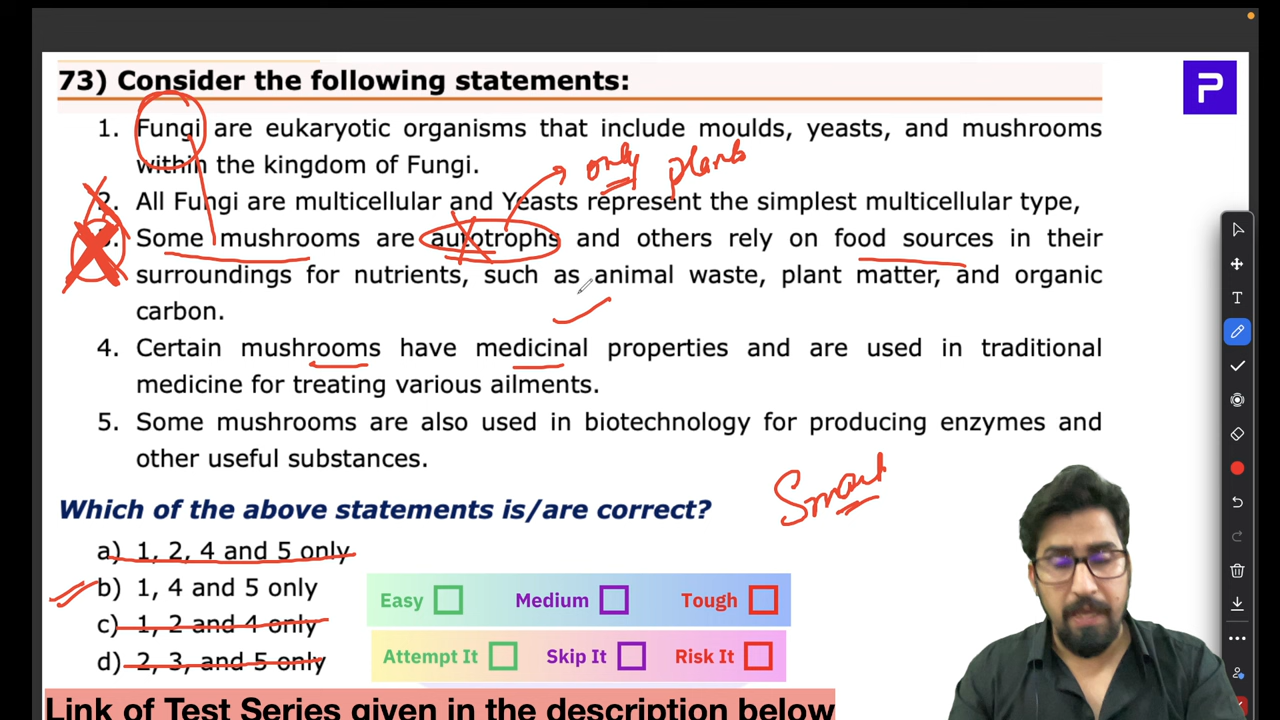 73) Consider the following statements:
1. Fungi are eukaryotic organisms that include moulds, yeasts, and mushrooms
within the kingdom of Fungi.
only plants
2. All Fungi are multicellular and Yeasts represent the simplest multicellular type,
3. Some mushrooms are autotrophs and others rely on food sources in their
surroundings for nutrients, such as animal waste, plant matter, and organic
carbon.
4. Certain mushrooms have medicinal properties and are used in traditional
medicine for treating various ailments.
5. Some mushrooms are also used in biotechnology for producing enzymes and
other useful substances.
Smart
Which of the above statements is/are correct?
a) 1, 2, 4 and 5 only
b) 1, 4 and 5 only
c) 1, 2 and 4 only
d) 2, 3, and 5 only
Easy Medium Tough
Attempt It Skip It Risk It
Link of Test Series given in the description below
P
T